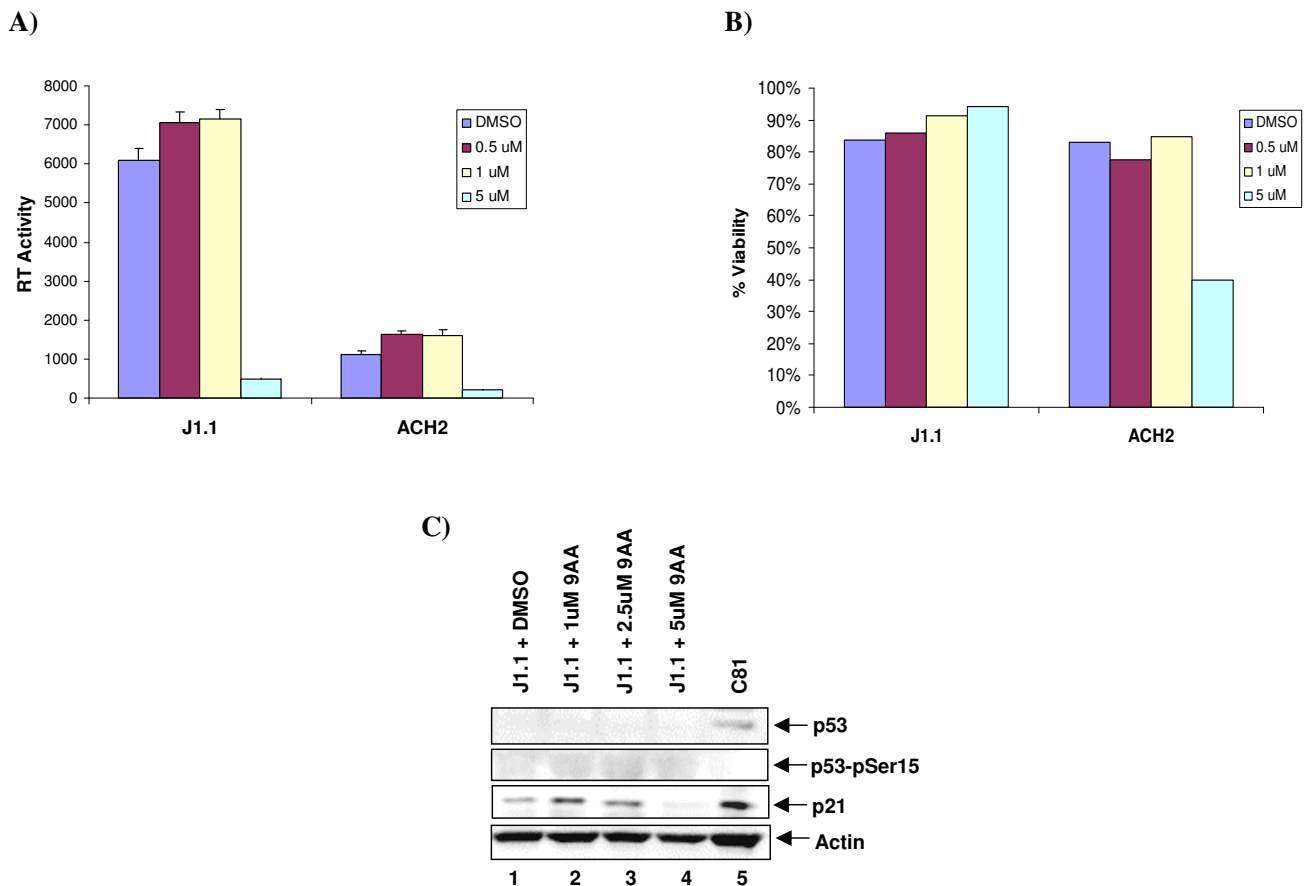 A)
8000
7000
6000
5000
4000
3000
2000
1000
0
RT Activity
J1.1
ACH2
DMSO
0.5 uM
1 uM
5 uM
B)
100%
90%
80%
70%
60%
50%
40%
30%
20%
10%
0%
% Viability
J1.1
ACH2
DMSO
0.5 uM
1 uM
5 uM
C)
J1.1 + DMSO
J1.1 + 1uM 9AA
J1.1 + 2.5uM 9AA
J1.1 + 5uM 9AA
C81
p53
p53-pSer15
p21
Actin
1 2 3 4 5